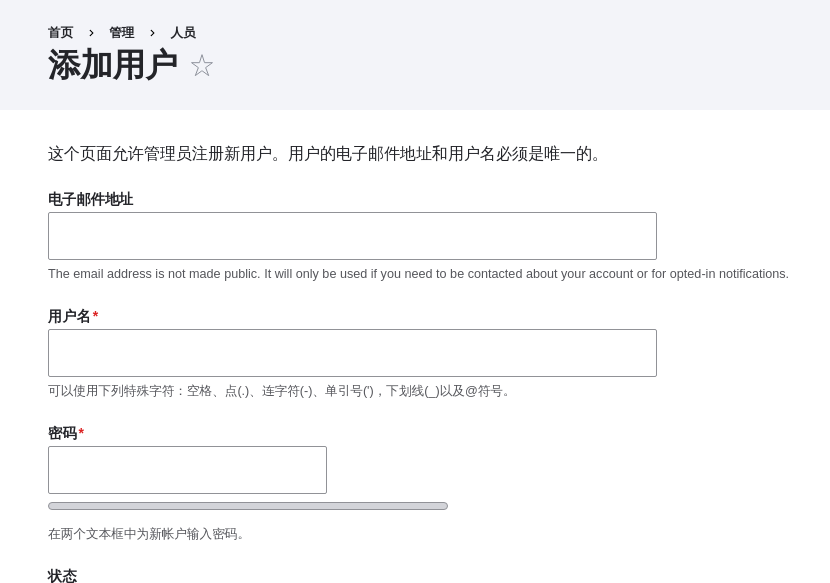 首页 › 管理 › 人员
添加用户 ☆
这个页面允许管理员注册新用户。用户的电子邮件地址和用户名必须是唯一的。
电子邮件地址
The email address is not made public. It will only be used if you need to be contacted about your account or for opted-in notifications.
用户名*
可以使用下列特殊字符：空格、点(.)、连字符(-)、单引号(')，下划线(_)以及@符号。
密码*
在两个文本框中为新帐户输入密码。
状态